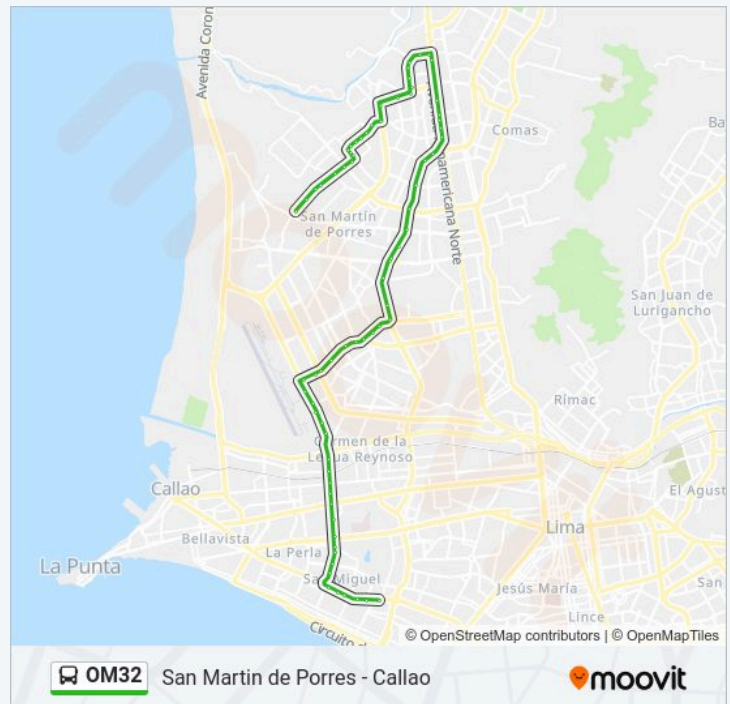 Avenida Coron
Comas
Ba
namericana Norte
San Martín
de Porres
San Juan de
Lurigancho
Rímac
Carmen de la
Legua Reynoso
Callao
El Agust
Bellavista
Lima
La Perla
La Punta
San Miguel
Jesús María
San
Lince
Circuito d
© OpenStreetMap contributors | © OpenMapTiles
OM32 San Martin de Porres - Callao moovit